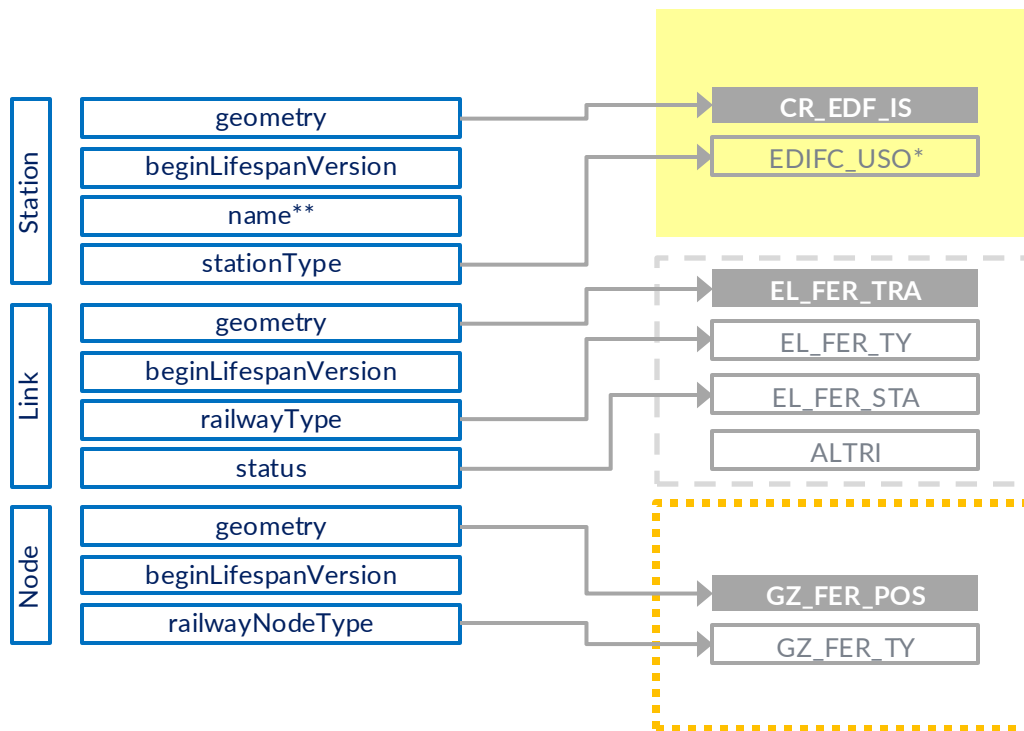 Station
geometry
beginLifespanVersion
name**
stationType
Link
geometry
beginLifespanVersion
railwayType
status
Node
geometry
beginLifespanVersion
railwayNodeType
CR_EDF_IS
EDIFC_USO*
EL_FER_TRA
EL_FER_TY
EL_FER_STA
ALTRI
GZ_FER_POS
GZ_FER_TY